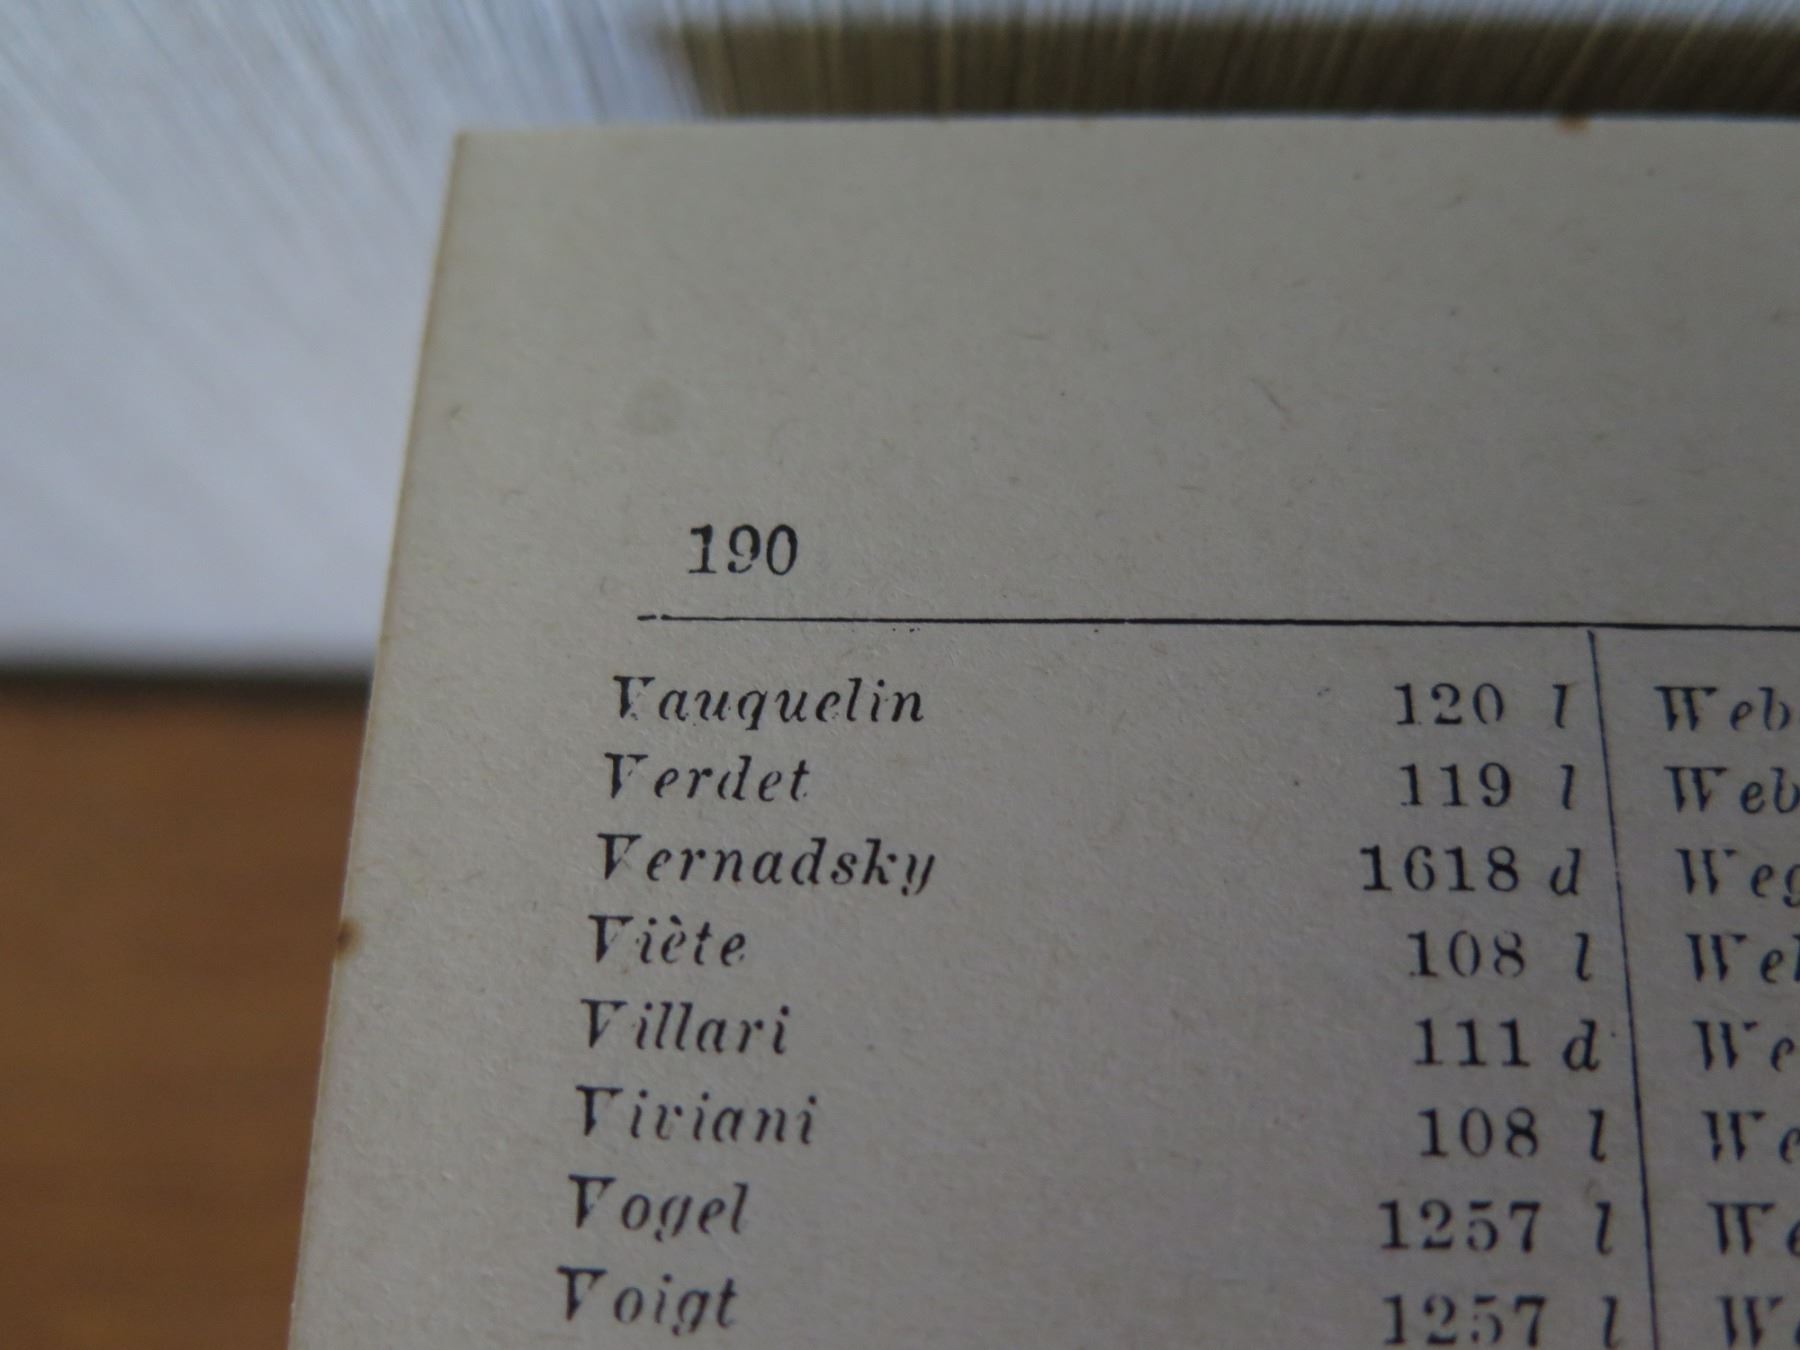 190
Vauquelin 120 l
Verdet 119 l
Vernadsky 1618 d
Viète 108 l
Villari 111 d
Viviani 108 l
Vogel 1257 l
Voigt 1257 l